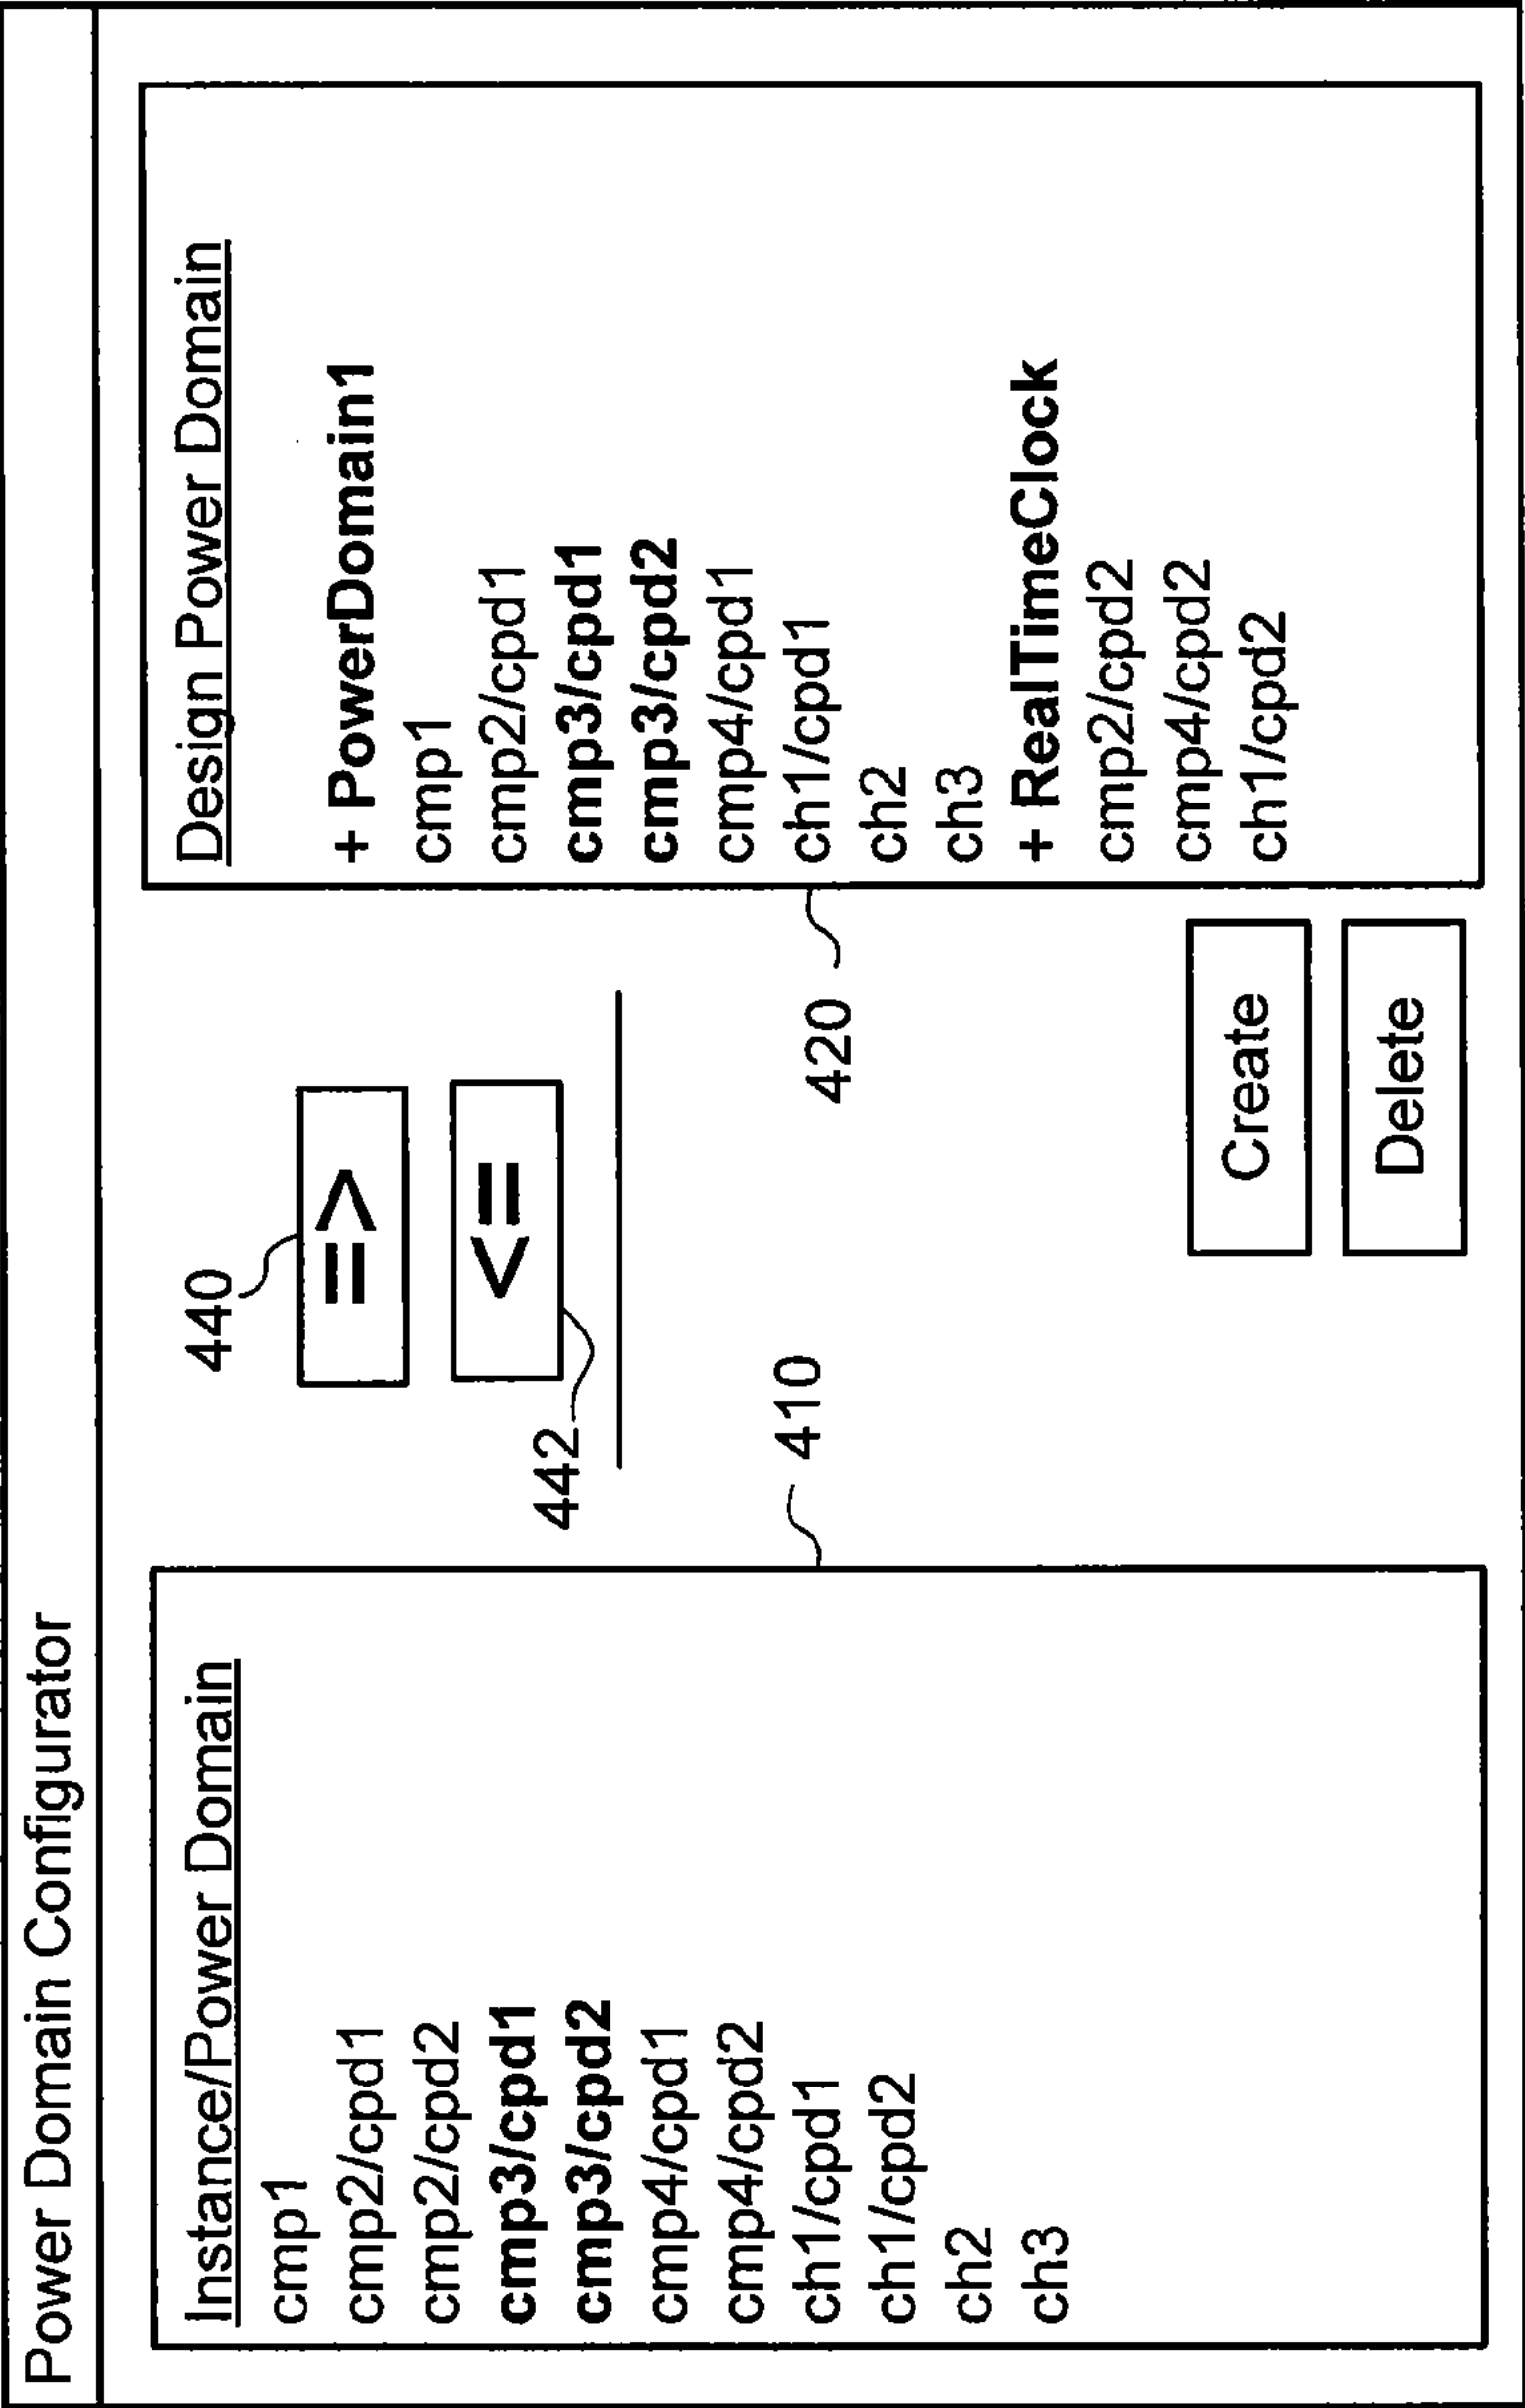 Power Domain Configurator
Instance/Power Domain
cmp1
cmp2/cpd1
cmp2/cpd2
cmp3/cpd1
cmp3/cpd2
cmp4/cpd1
cmp4/cpd2
ch1/cpd1
ch1/cpd2
ch2
ch3
410
440
=>
<=
442
420
Create
Delete
Design Power Domain
+ PowerDomain1
cmp1
cmp2/cpd1
cmp3/cpd1
cmp3/cpd2
cmp4/cpd1
ch1/cpd1
ch2
ch3
+ RealTimeClock
cmp2/cpd2
cmp4/cpd2
ch1/cpd2